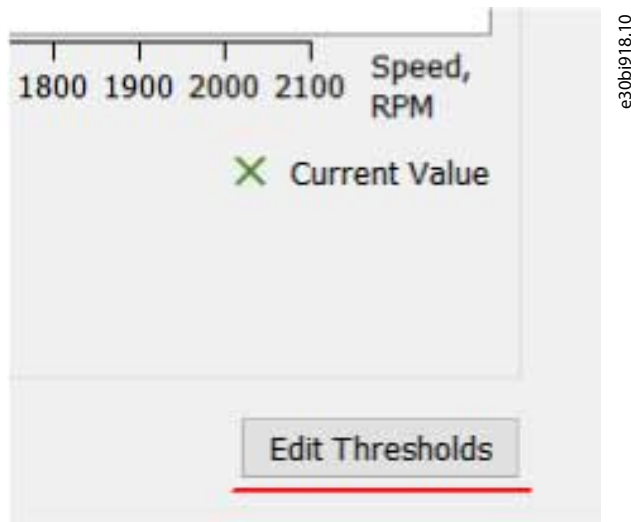 1800 1900 2000 2100
Speed,
RPM
Current Value
Edit Thresholds
e30bi918.10